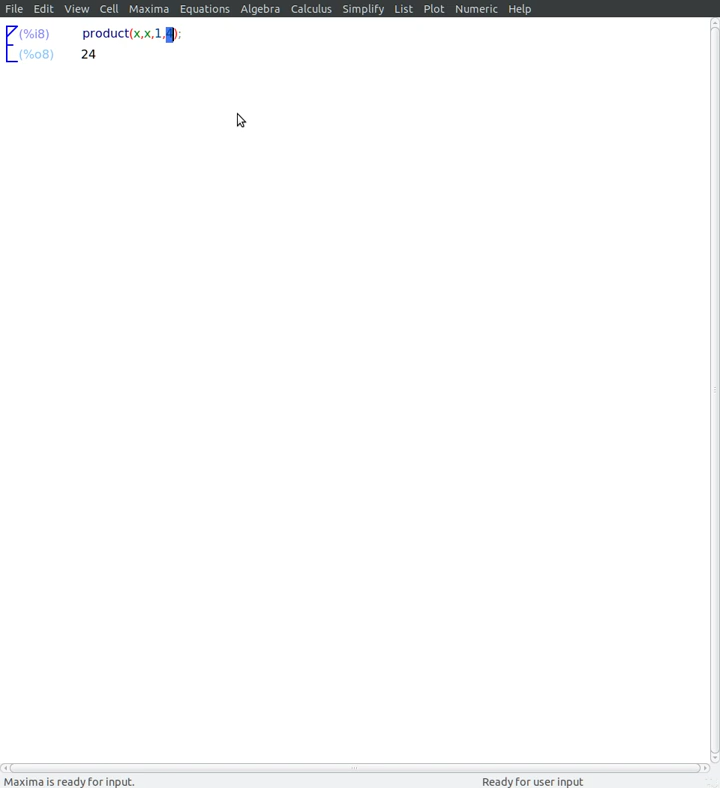 File Edit View Cell Maxima Equations Algebra Calculus Simplify List Plot Numeric Help
(%i8) product(x,x,1,4);
(%o8) 24
Maxima is ready for input. Ready for user input